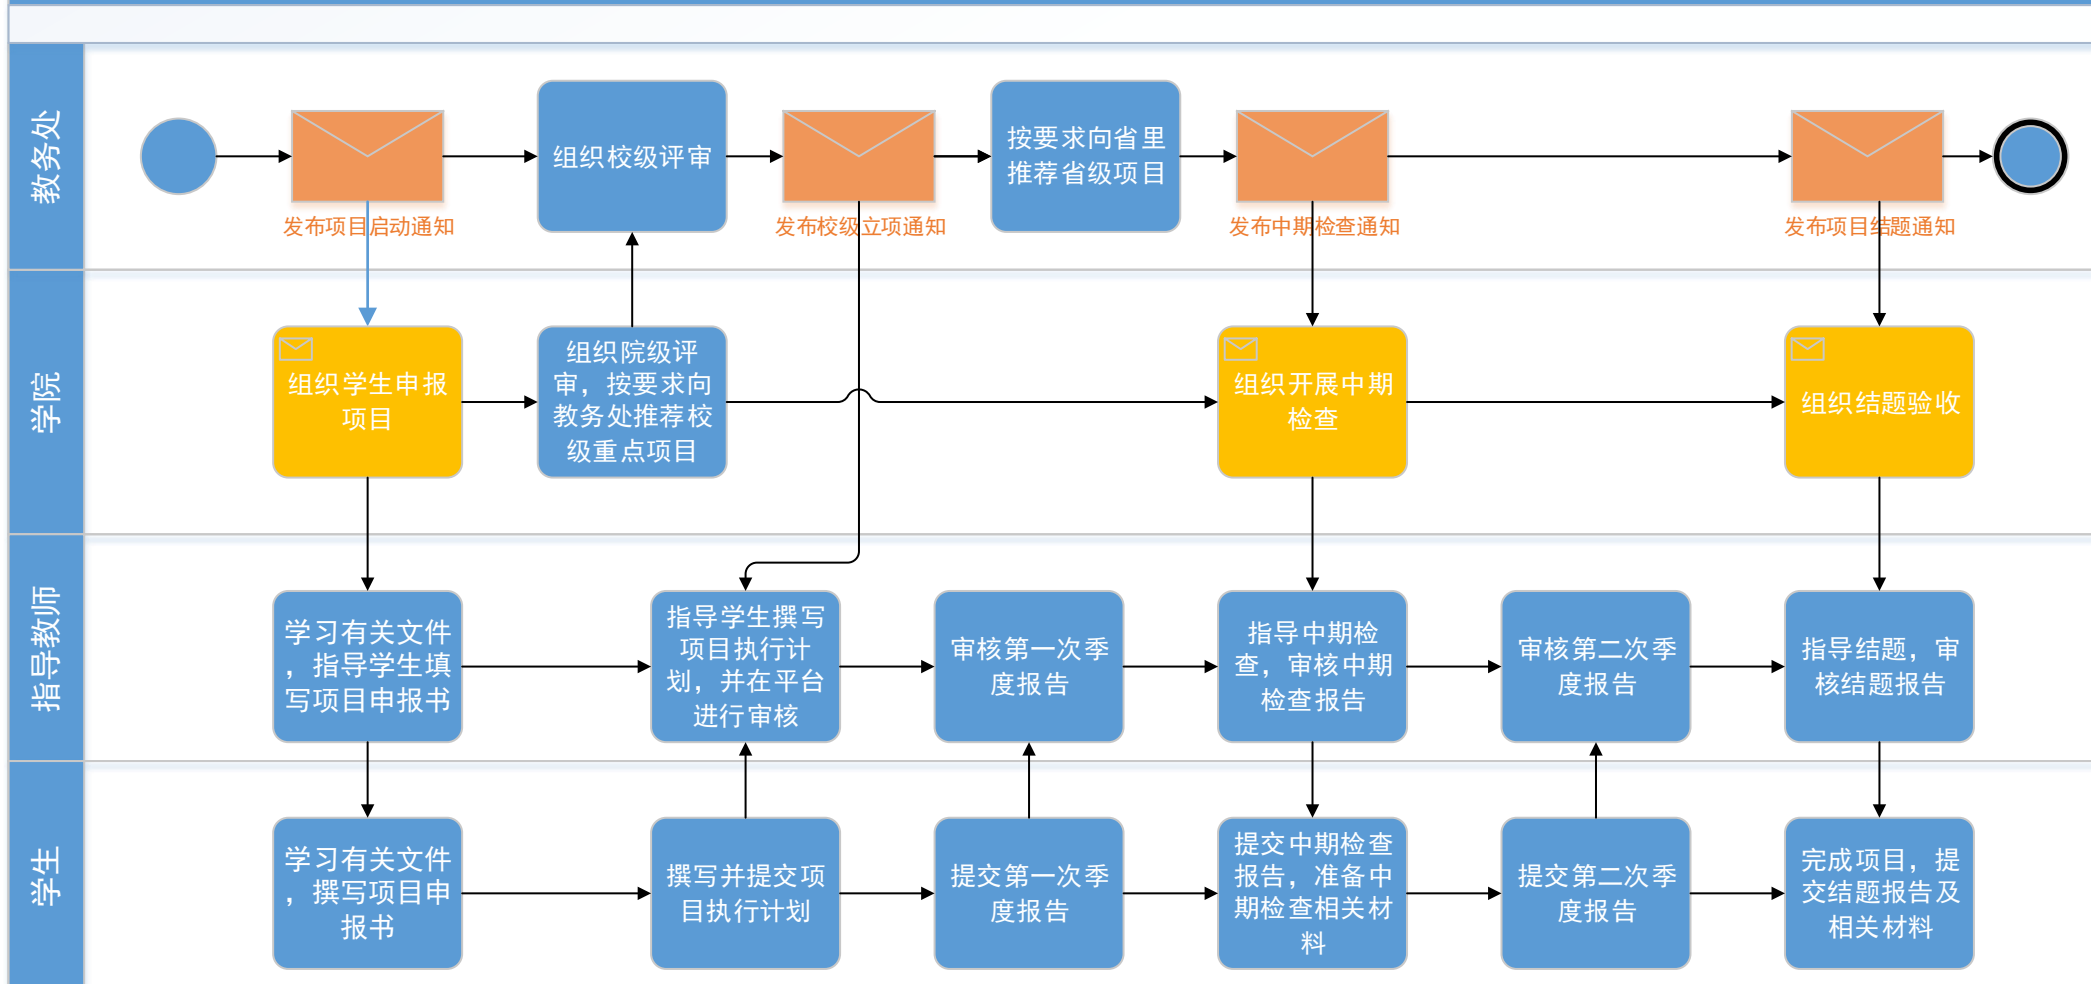 教务处
组织校级评审
按要求向省里
推荐省级项目
发布项目启动通知
发布校级立项通知
发布中期检查通知
发布项目结题通知
学院
组织学生申报
项目
组织院级评
审，按要求向
教务处推荐校
级重点项目
组织开展中期
检查
组织结题验收
指导教师
学习有关文件
，指导学生填
写项目申报书
指导学生撰写
项目执行计
划，并在平台
进行审核
审核第一次季
度报告
指导中期检
查，审核中期
检查报告
审核第二次季
度报告
指导结题，审
核结题报告
学生
学习有关文件
，撰写项目申
报书
撰写并提交项
目执行计划
提交第一次季
度报告
提交中期检查
报告，准备中
期检查相关材
料
提交第二次季
度报告
完成项目，提
交结题报告及
相关材料